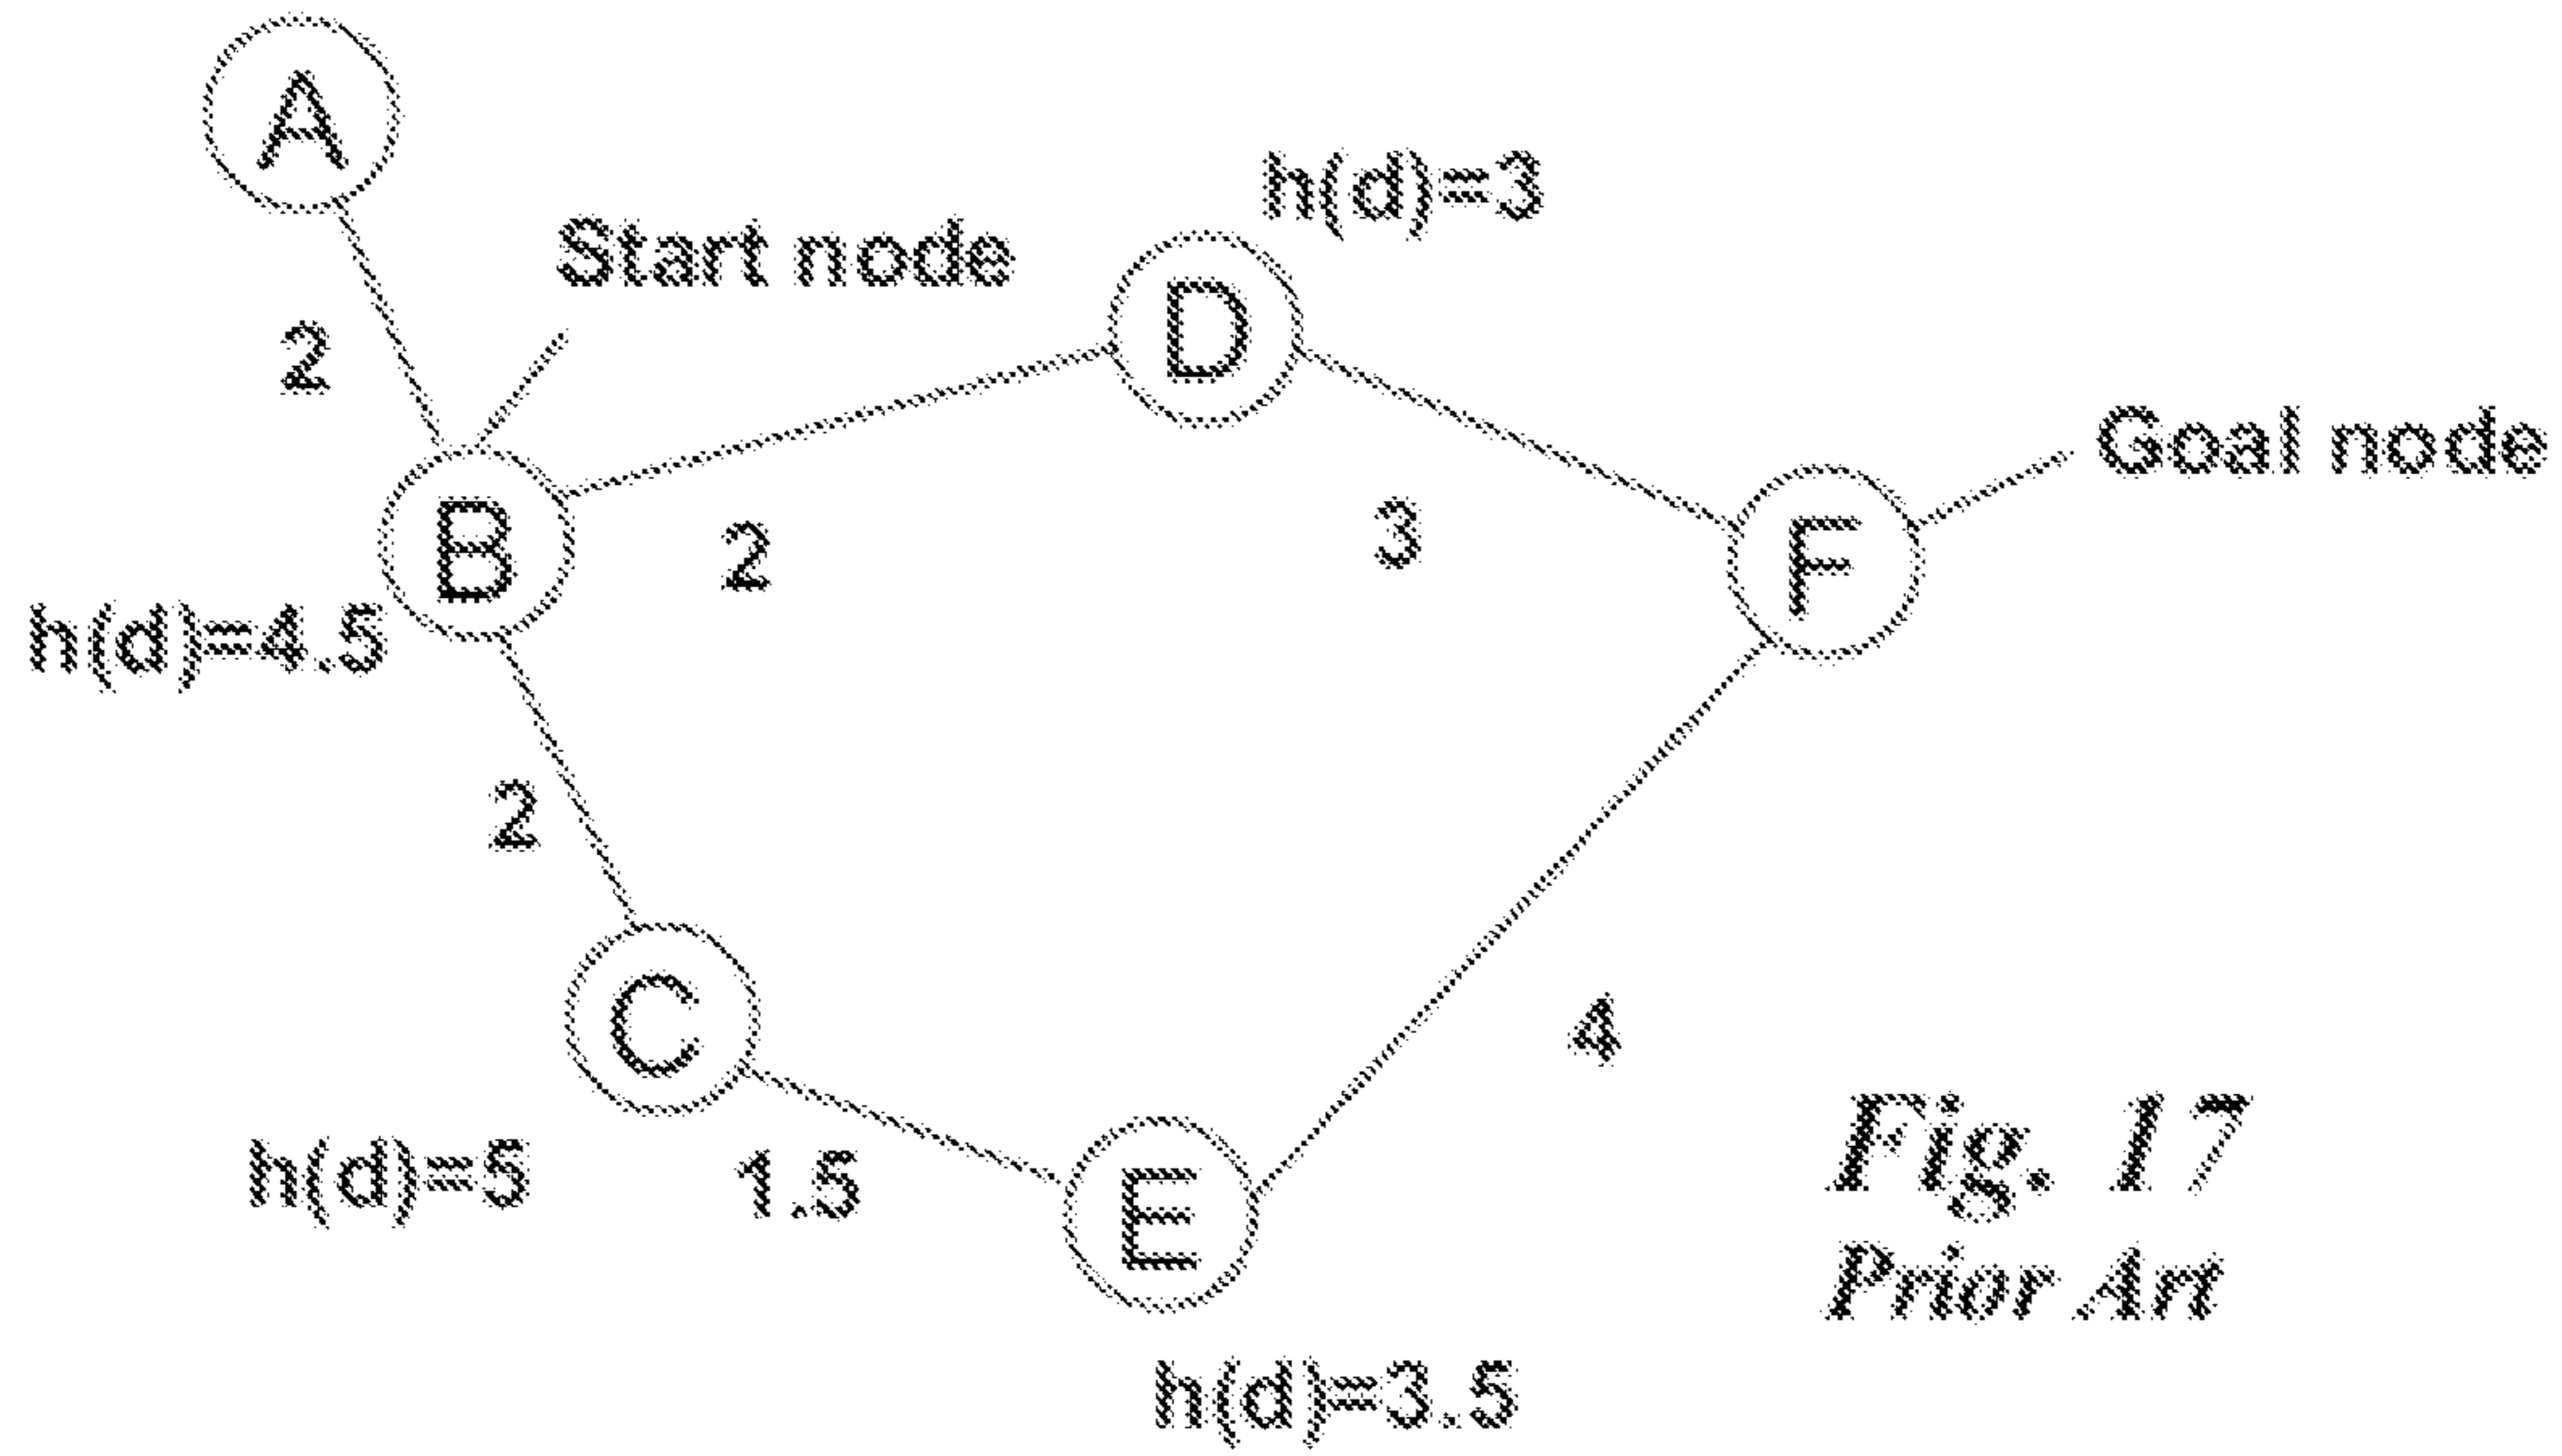 A
h(d)=3
Start node
D
2
Goal node
B
2
3
F
h(d)=4.5
2
C
4
h(d)=5
1.5
E
Fig. 17
Prior Art
h(d)=3.5